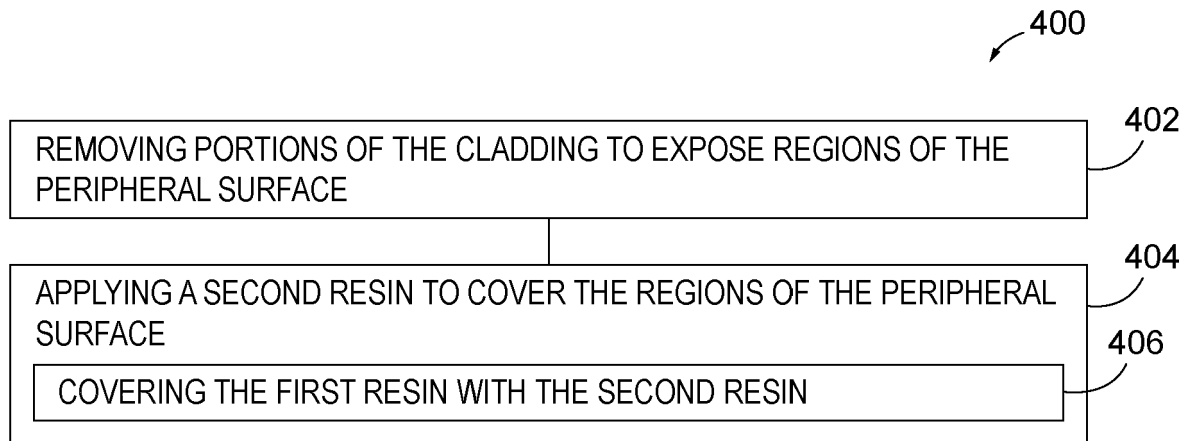 400
402
REMOVING PORTIONS OF THE CLADDING TO EXPOSE REGIONS OF THE
PERIPHERAL SURFACE
404
APPLYING A SECOND RESIN TO COVER THE REGIONS OF THE PERIPHERAL
SURFACE
406
COVERING THE FIRST RESIN WITH THE SECOND RESIN